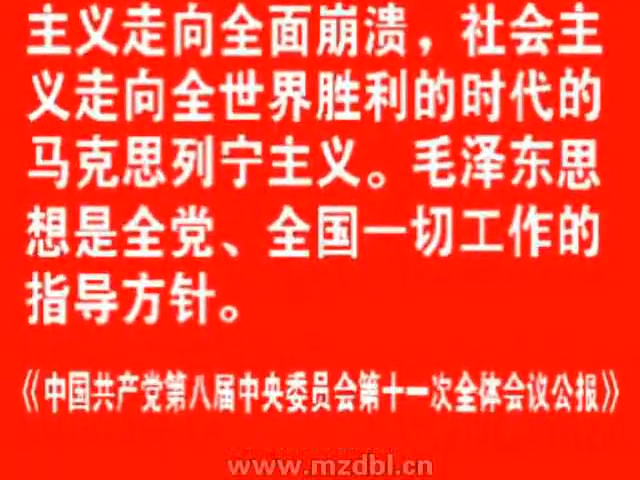 主义走向全面崩溃，社会主
义走向全世界胜利的时代的
马克思列宁主义。毛泽东思
想是全党、全国一切工作的
指导方针。
《中国共产党第八届中央委员会第十一次全体会议公报》
www.mzdbl.cn